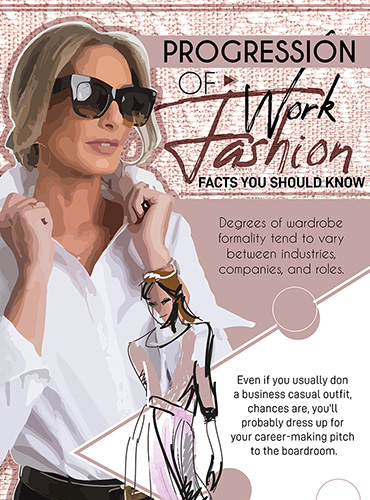 PROGRESSIÓN
OF Work
Fashion
FACTS YOU SHOULD KNOW
Degrees of wardrobe
formality tend to vary
between industries,
companies, and roles.
Even if you usually don
a business casual outfit,
chances are, you'll
probably dress up for
your career-making pitch
to the boardroom.